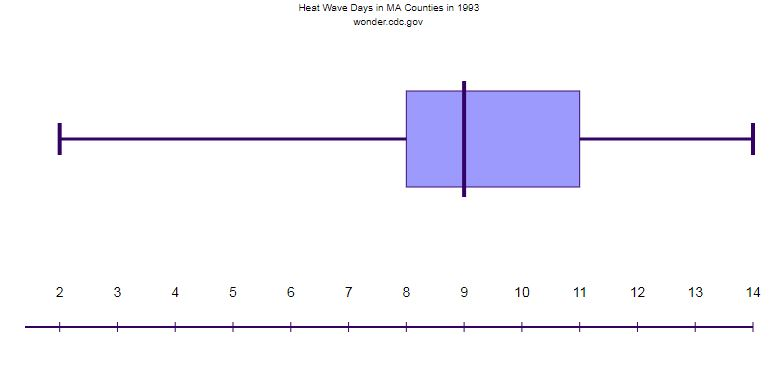 Heat Wave Days in MA Counties in 1993
wonder.cdc.gov
2 3 4 5 6 7 8 9 10 11 12 13 14